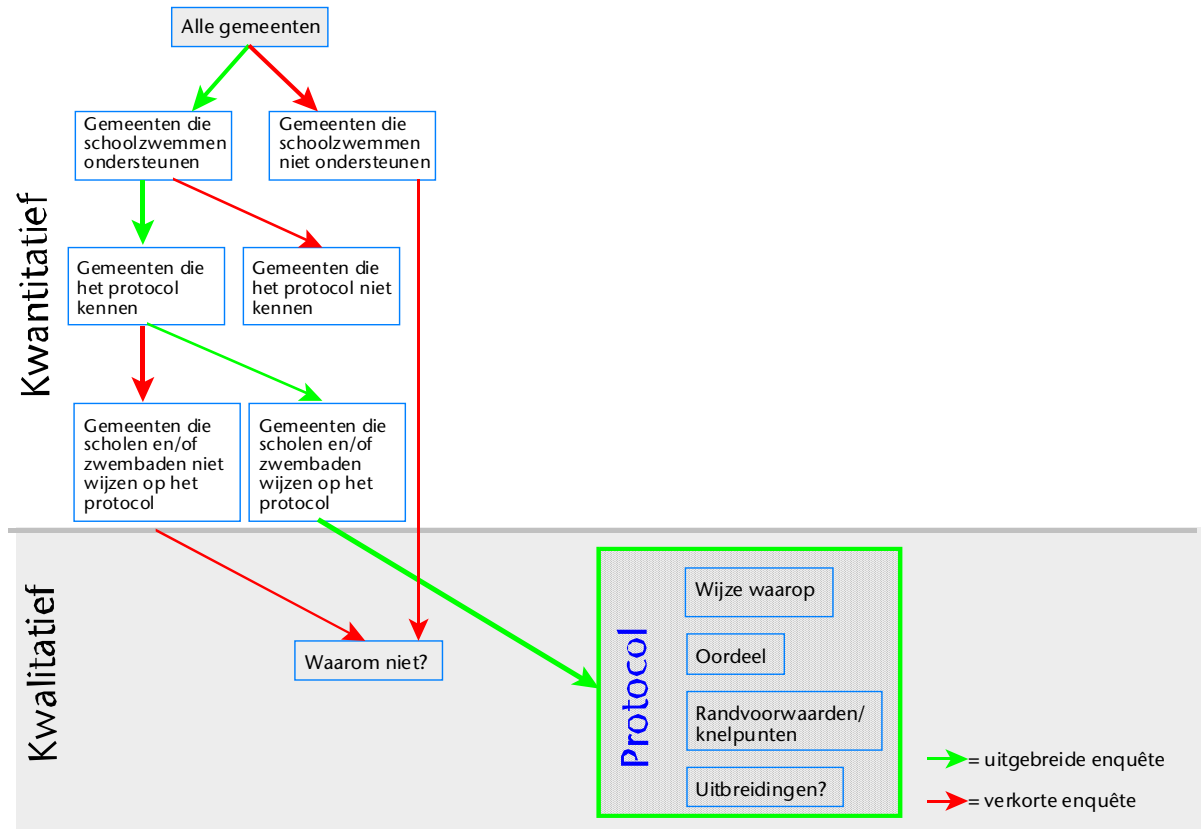 Alle gemeenten
Gemeenten die
schoolzwemmen
ondersteunen
Gemeenten die
schoolzwemmen
niet ondersteunen
Kwantitatief
Gemeenten die
het protocol
kennen
Gemeenten die
het protocol niet
kennen
Gemeenten die
scholen en/of
zwembaden niet
wijzen op het
protocol
Gemeenten die
scholen en/of
zwembaden
wijzen op het
protocol
Kwalitatief
Waarom niet?
Protocol
Wijze waarop
Oordeel
Randvoorwaarden/
knelpunten
Uitbreidingen?
= uitgebreide enquête
= verkorte enquête